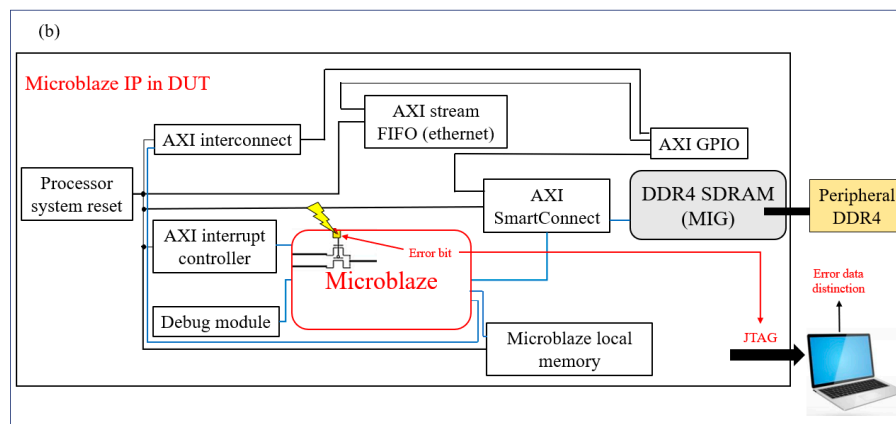 (b)
Microblaze IP in DUT
AXI interconnect
AXI stream
FIFO (ethernet)
AXI GPIO
Processor
system reset
AXI
SmartConnect
DDR4 SDRAM
(MIG)
Peripheral
DDR4
AXI interrupt
controller
Error bit
Microblaze
Error data
distinction
Debug module
Microblaze local
memory
JTAG